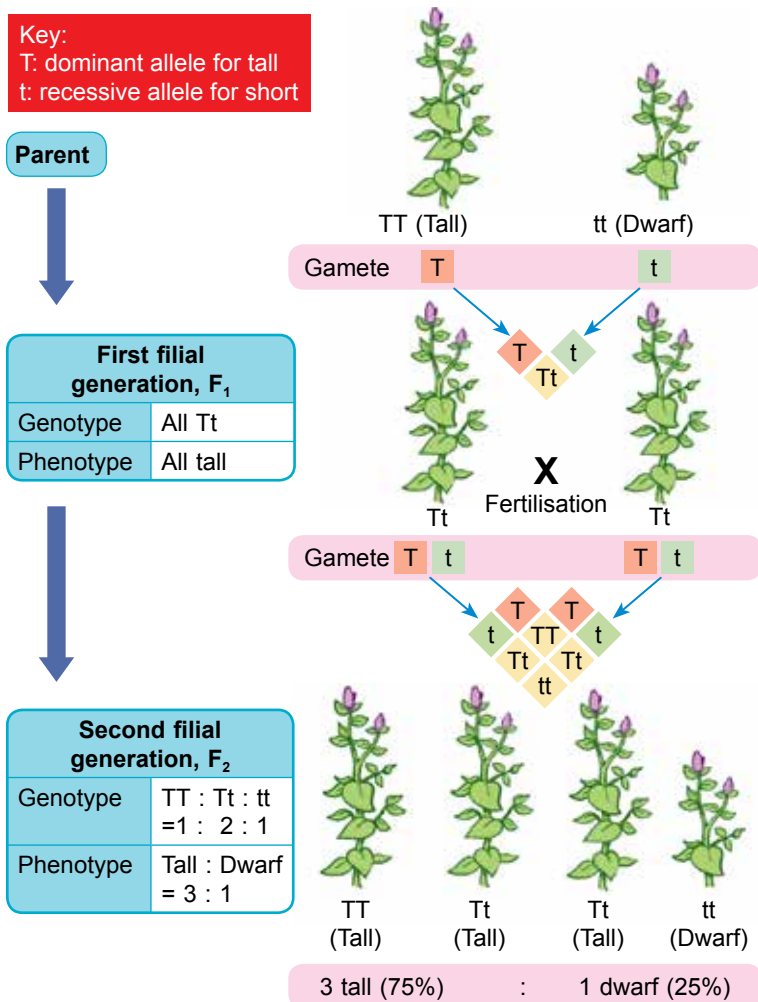 Key:
T: dominant allele for tall
t: recessive allele for short
Parent
TT (Tall) tt (Dwarf)
Gamete T t
T t
Tt
First filial
generation, F₁
Genotype All Tt
Phenotype All tall
X
Fertilisation
Tt Tt
Gamete T t T t
T T
t TT t
Tt Tt
tt
Second filial
generation, F₂
Genotype TT : Tt : tt
=1 : 2 : 1
Phenotype Tall : Dwarf
= 3 : 1
TT Tt Tt tt
(Tall) (Tall) (Tall) (Dwarf)
3 tall (75%) : 1 dwarf (25%)